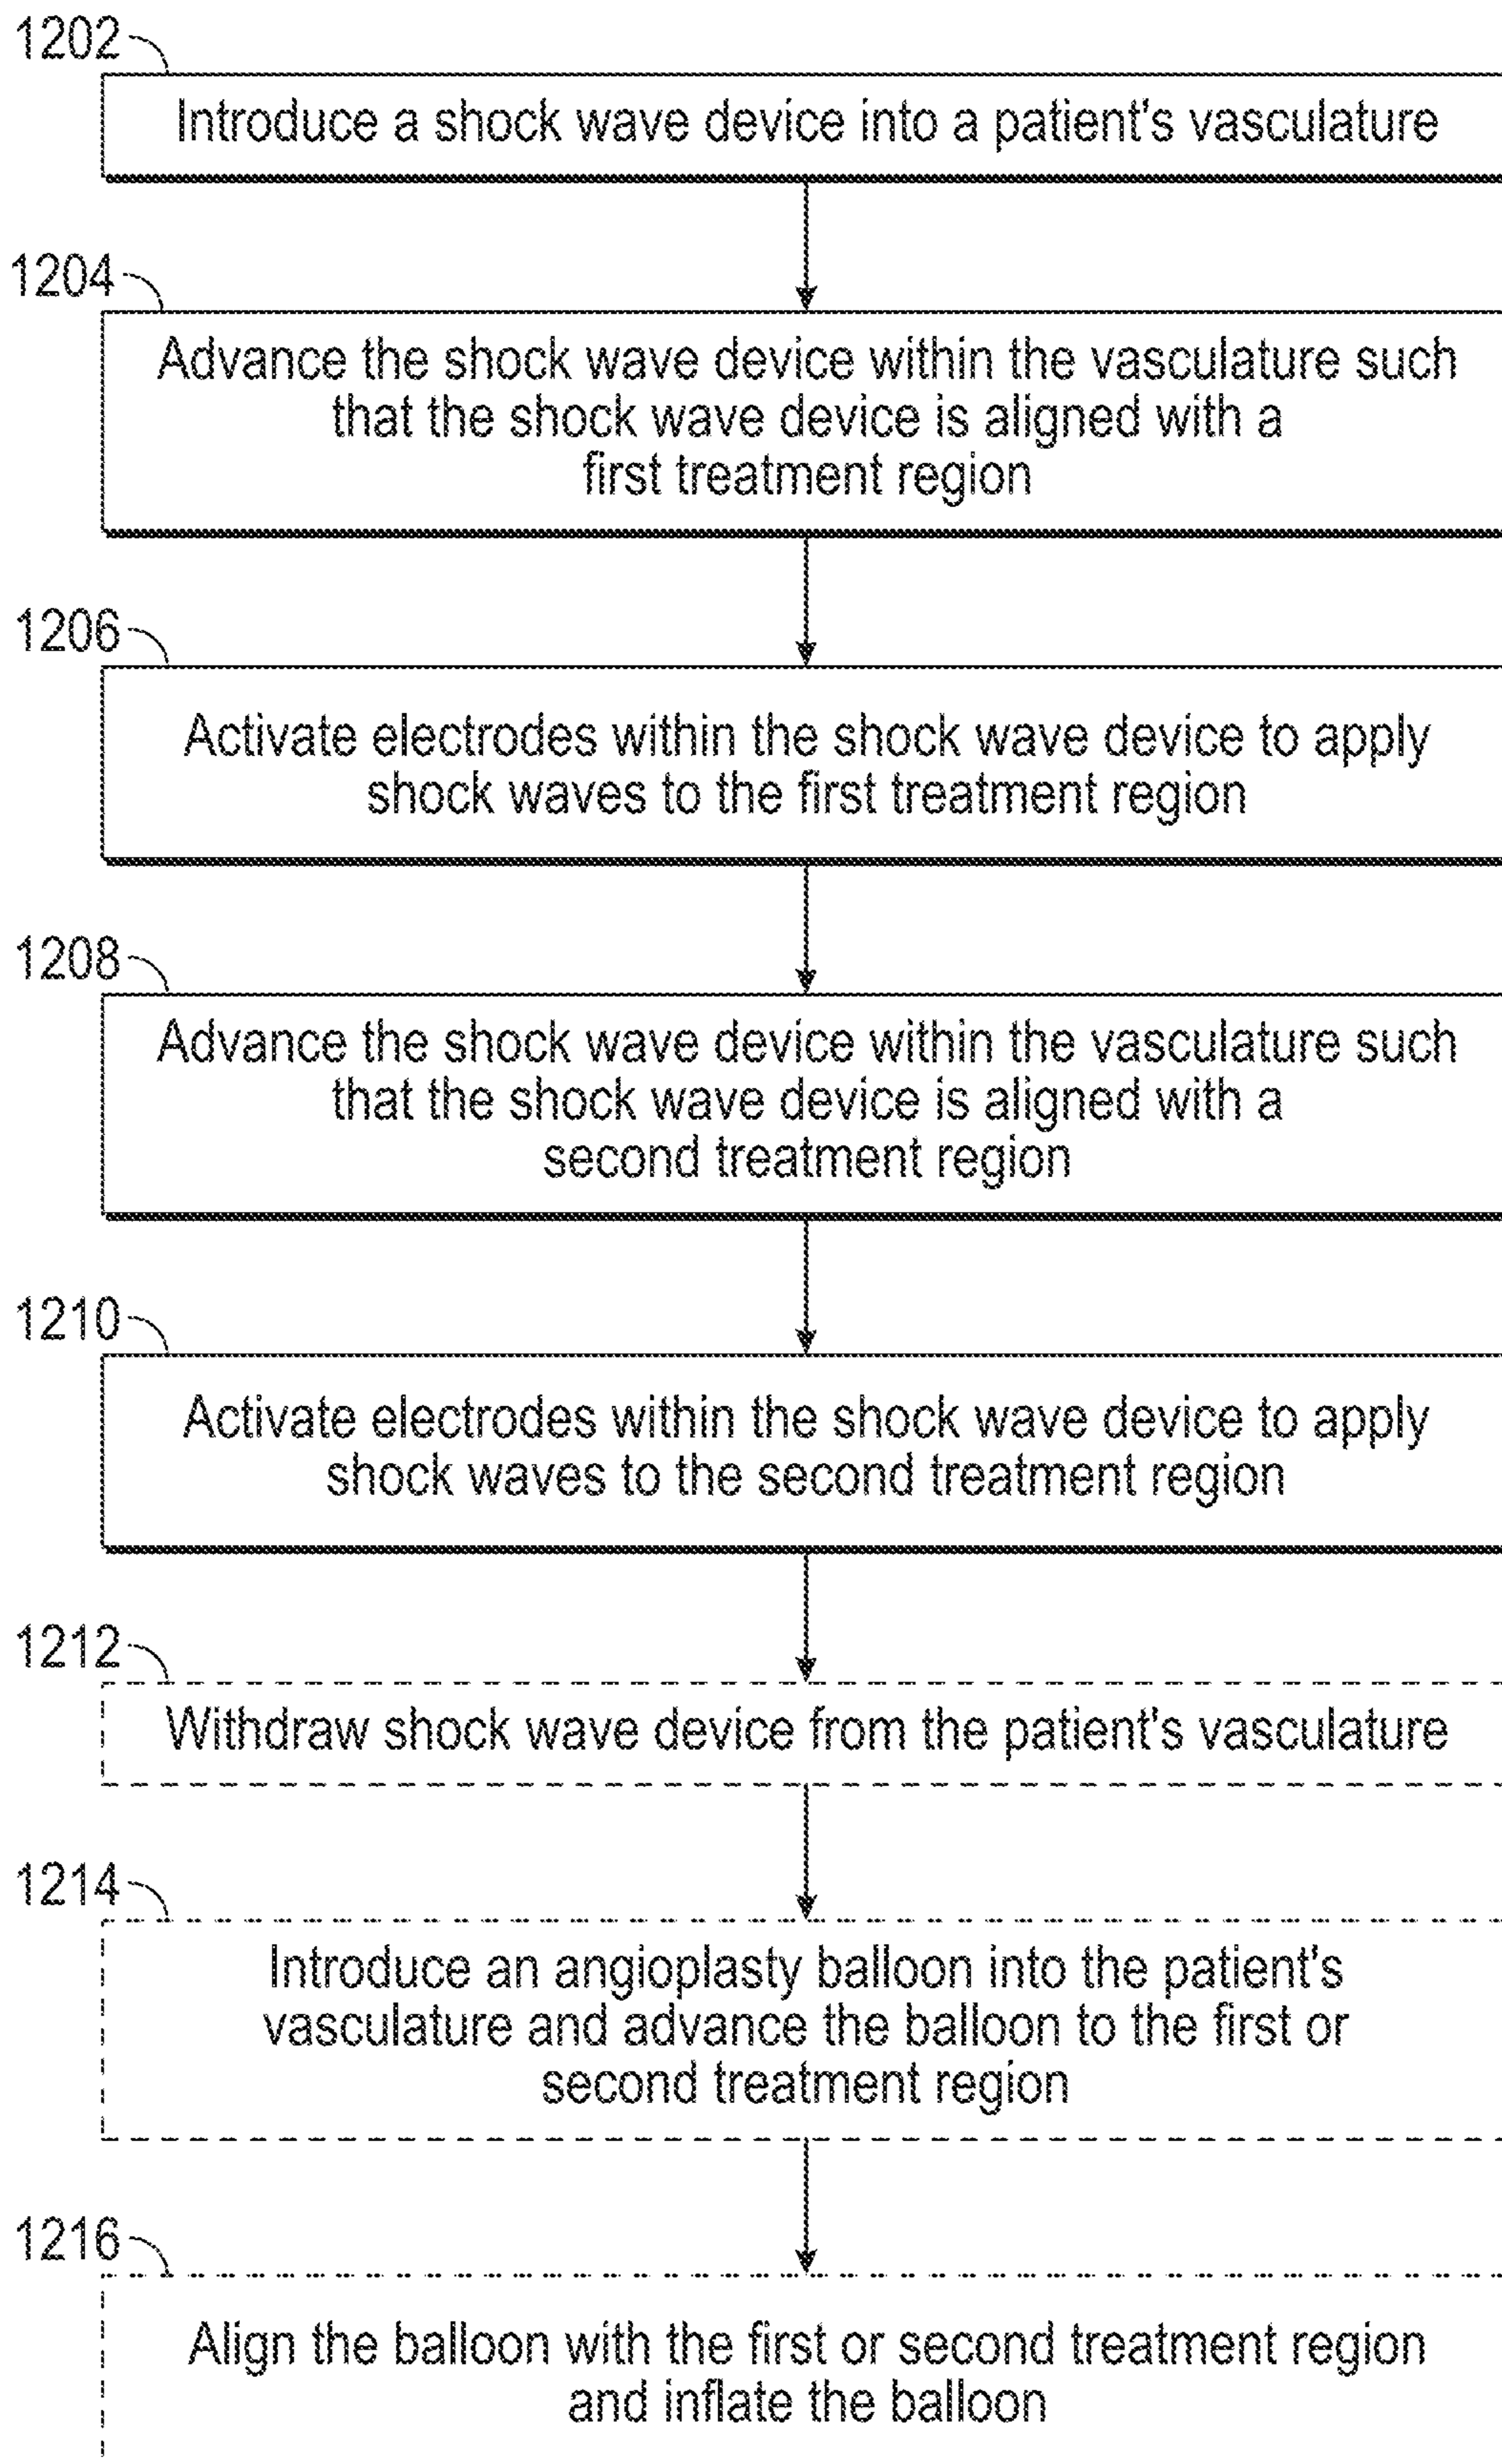 1202
Introduce a shock wave device into a patient's vasculature
1204
Advance the shock wave device within the vasculature such
that the shock wave device is aligned with a
first treatment region
1206
Activate electrodes within the shock wave device to apply
shock waves to the first treatment region
1208
Advance the shock wave device within the vasculature such
that the shock wave device is aligned with a
second treatment region
1210
Activate electrodes within the shock wave device to apply
shock waves to the second treatment region
1212
Withdraw shock wave device from the patient's vasculature
1214
Introduce an angioplasty balloon into the patient's
vasculature and advance the balloon to the first or
second treatment region
1216
Align the balloon with the first or second treatment region
and inflate the balloon